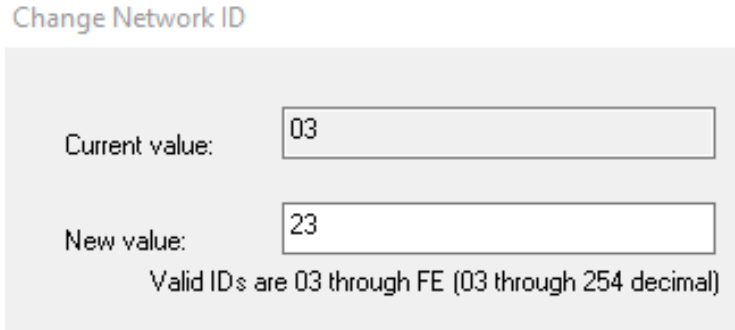 Change Network ID
Current value: 03
New value: 23
Valid IDs are 03 through FE (03 through 254 decimal)